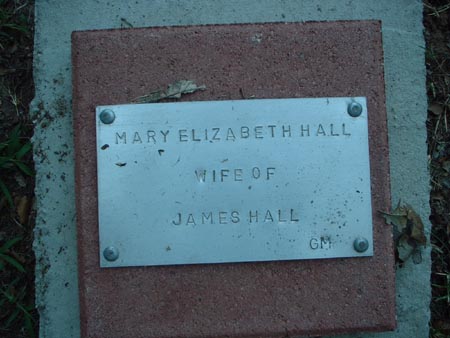 MARY ELIZABETH HALL
WIFE OF
JAMES HALL
GM